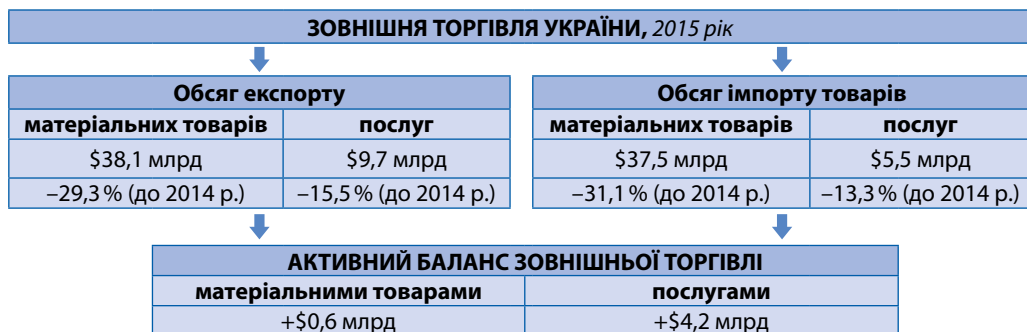 ЗОВНІШНЯ ТОРГІВЛЯ УКРАЇНИ, 2015 рік
Обсяг експорту
матеріальних товарів послуг
$38,1 млрд $9,7 млрд
–29,3 % (до 2014 р.) –15,5 % (до 2014 р.)
Обсяг імпорту товарів
матеріальних товарів послуг
$37,5 млрд $5,5 млрд
–31,1 % (до 2014 р.) –13,3 % (до 2014 р.)
АКТИВНИЙ БАЛАНС ЗОВНІШНЬОЇ ТОРГІВЛІ
матеріальними товарами послугами
+$0,6 млрд +$4,2 млрд